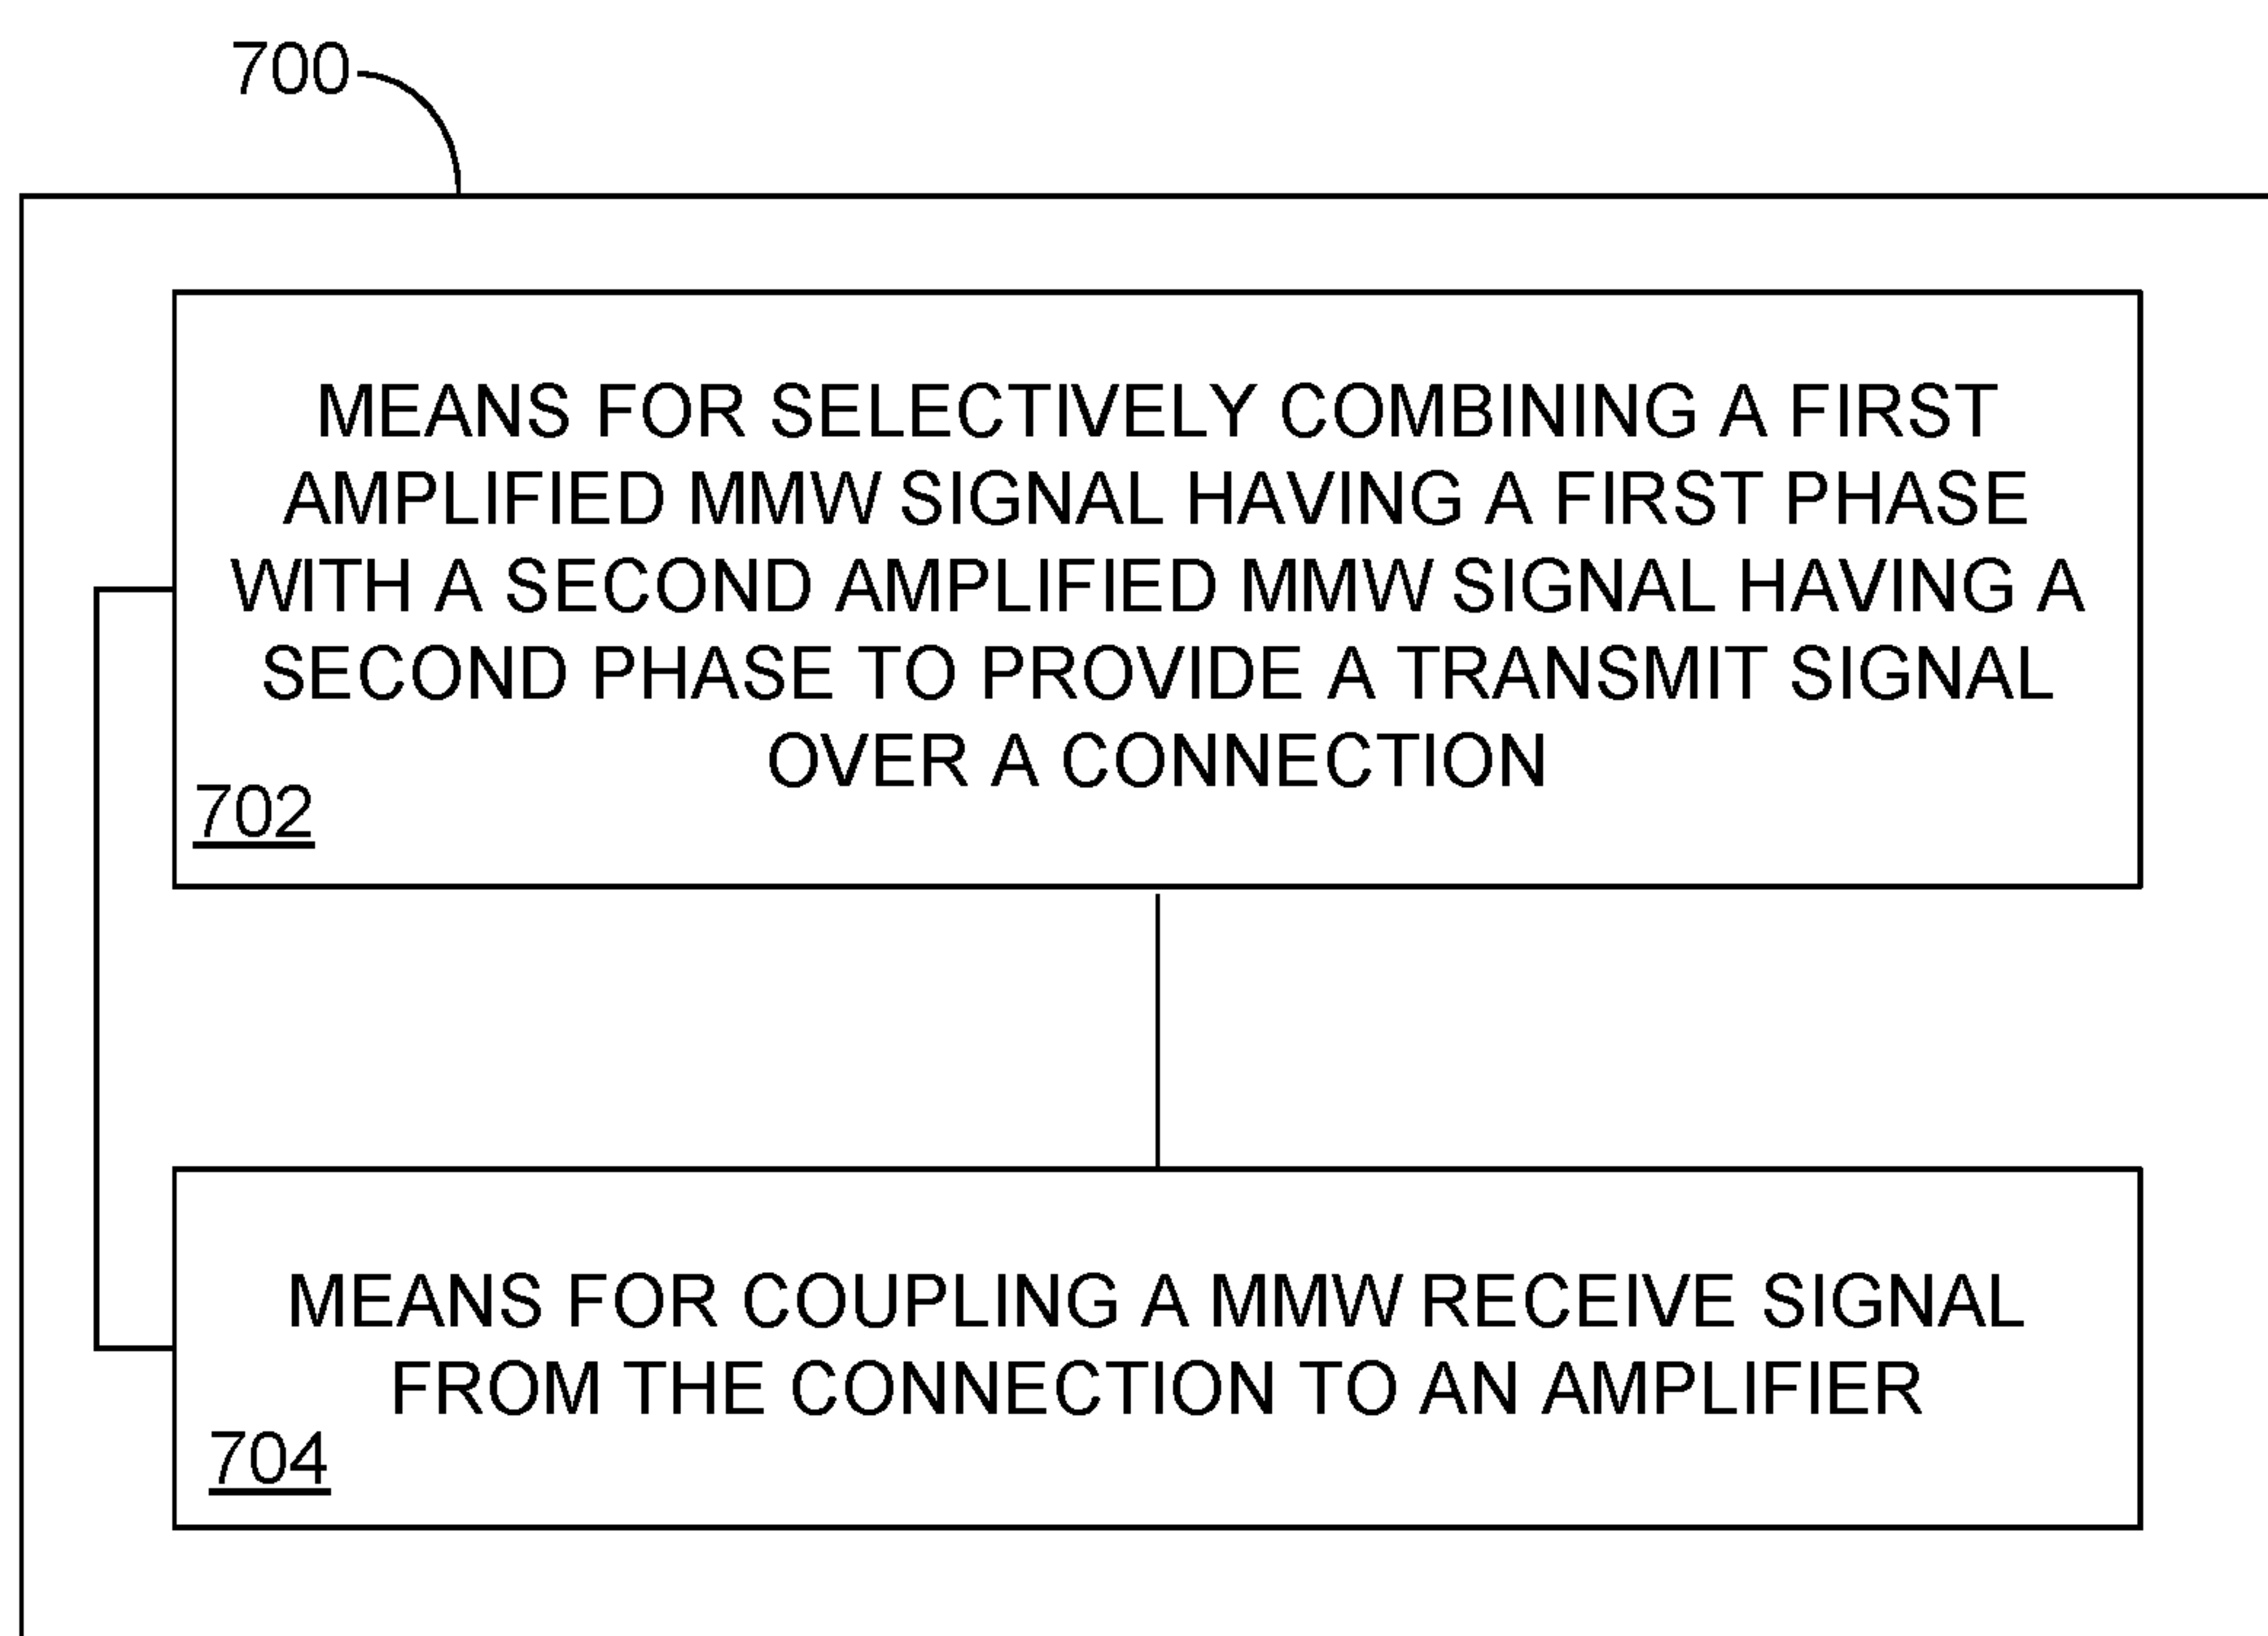 700
MEANS FOR SELECTIVELY COMBINING A FIRST
AMPLIFIED MMW SIGNAL HAVING A FIRST PHASE
WITH A SECOND AMPLIFIED MMW SIGNAL HAVING A
SECOND PHASE TO PROVIDE A TRANSMIT SIGNAL
OVER A CONNECTION
702
MEANS FOR COUPLING A MMW RECEIVE SIGNAL
FROM THE CONNECTION TO AN AMPLIFIER
704